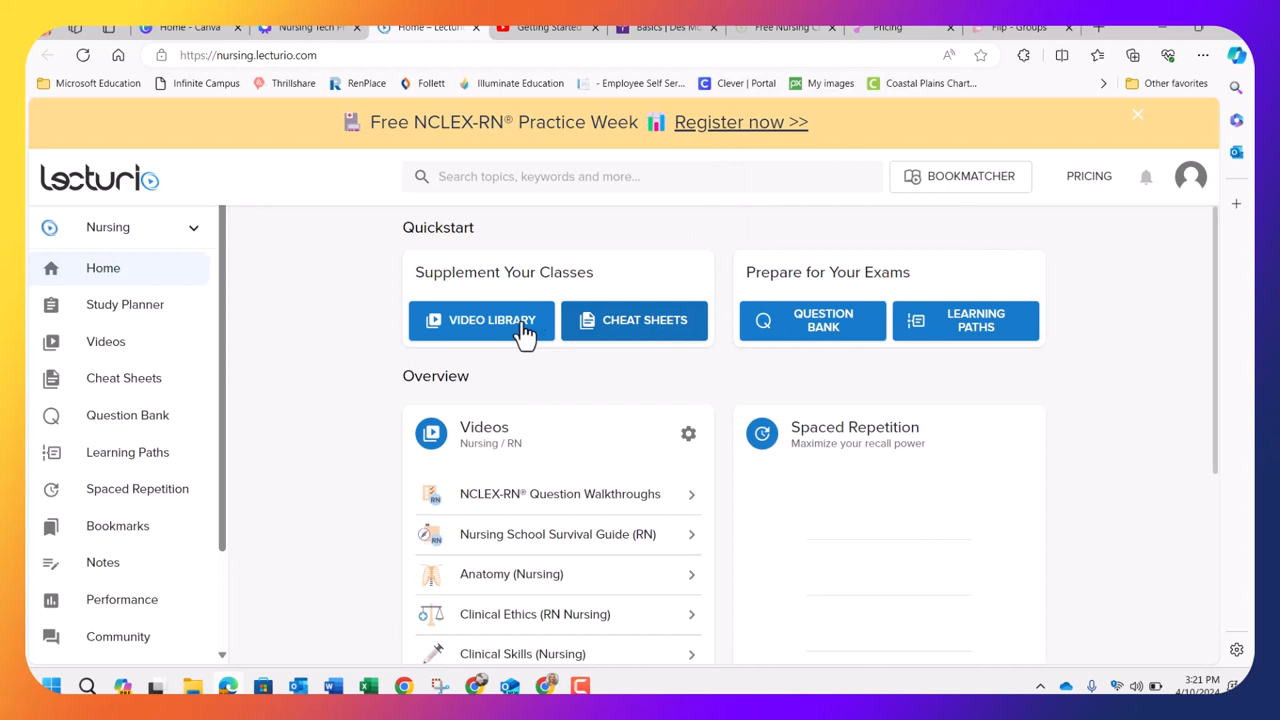 Home - Canva
Nursing Tech P
Home – Lectu
Getting Started
Basics | Des Mo
Free Nursing C
Pricing
Flip - Groups
https://nursing.lecturio.com
Microsoft Education
Infinite Campus
Thrillshare
RenPlace
Follett
Illuminate Education
- Employee Self Ser...
Clever | Portal
My images
Coastal Plains Chart...
Other favorites
Free NCLEX-RN® Practice Week
Register now >>
lecturio
Search topics, keywords and more...
BOOKMATCHER
PRICING
Nursing
Home
Study Planner
Videos
Cheat Sheets
Question Bank
Learning Paths
Spaced Repetition
Bookmarks
Notes
Performance
Community
Quickstart
Supplement Your Classes
VIDEO LIBRARY
CHEAT SHEETS
Prepare for Your Exams
QUESTION
BANK
LEARNING
PATHS
Overview
Videos
Nursing / RN
NCLEX-RN® Question Walkthroughs
Nursing School Survival Guide (RN)
Anatomy (Nursing)
Clinical Ethics (RN Nursing)
Clinical Skills (Nursing)
Spaced Repetition
Maximize your recall power
3:21 PM
4/10/2024